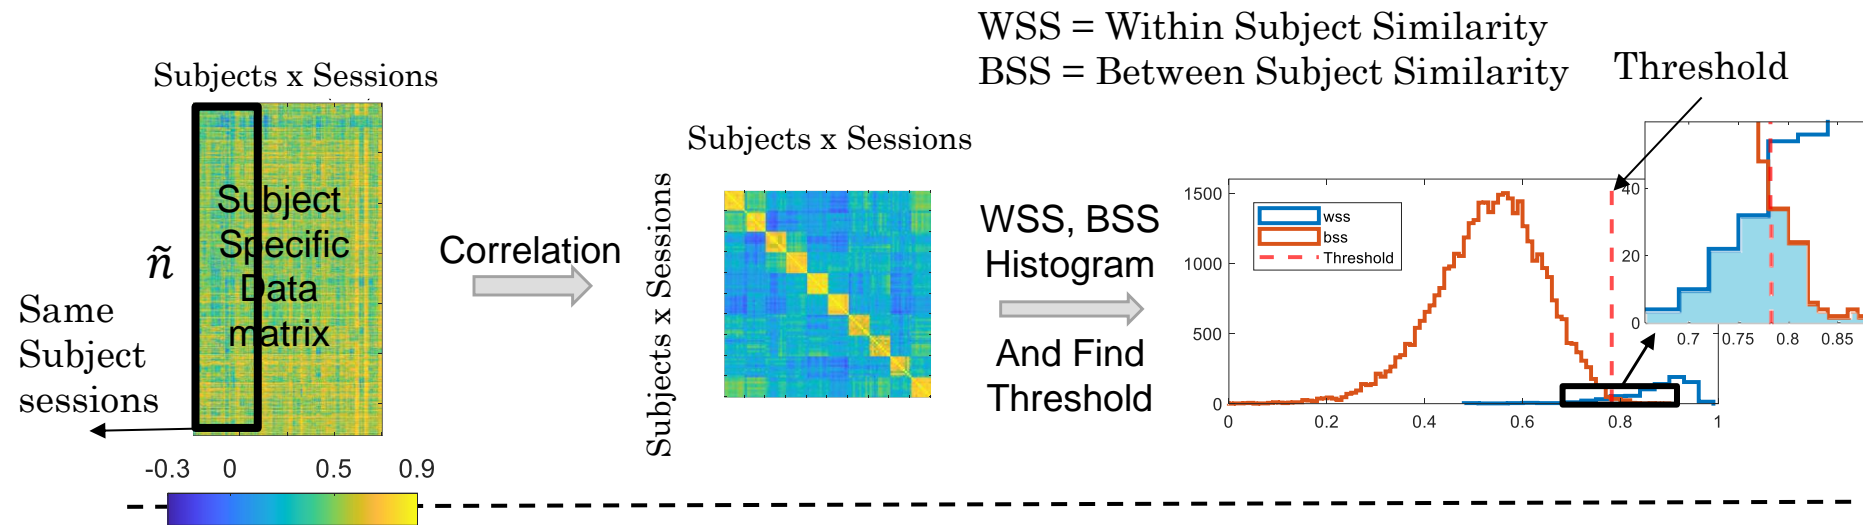 WSS = Within Subject Similarity
BSS = Between Subject Similarity
Threshold
Subjects x Sessions
Subject
Specific
Data
matrix
ñ
Same
Subject
sessions
-0.3 0 0.5 0.9
Correlation
Subjects x Sessions
Subjects x Sessions
WSS, BSS
Histogram
And Find
Threshold
1500
1000
500
0
0 0.2 0.4 0.6 0.8 1
wss
bss
Threshold
40
20
0
0.7 0.75 0.8 0.85